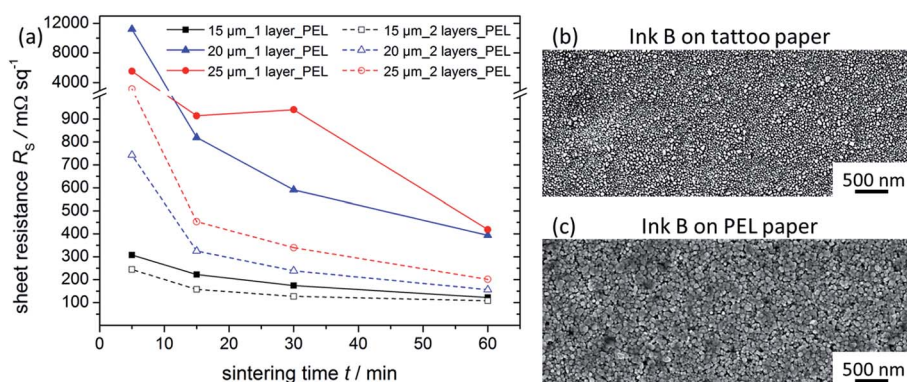 (a)
15 μm_1 layer_PEL
20 μm_1 layer_PEL
25 μm_1 layer_PEL
15 μm_2 layers_PEL
20 μm_2 layers_PEL
25 μm_2 layers_PEL
12000
8000
4000
900
800
700
600
500
400
300
200
100
sheet resistance Rs / mΩ sq⁻¹
0 10 20 30 40 50 60
sintering time t / min
(b) Ink B on tattoo paper
500 nm
(c) Ink B on PEL paper
500 nm